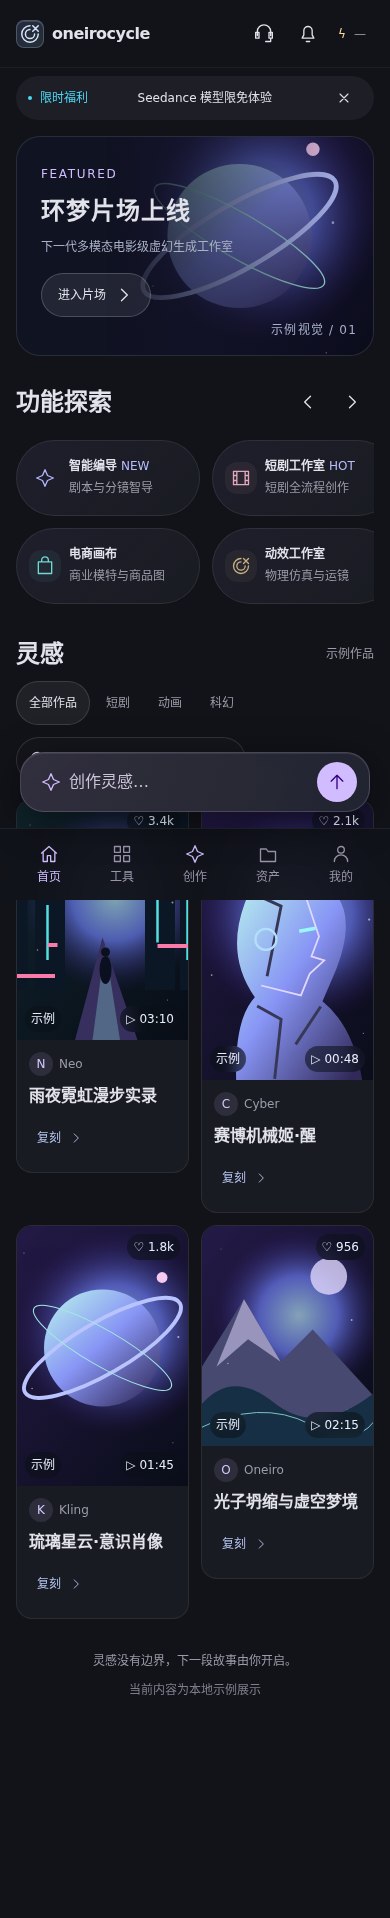 oneirocycle
ϟ —
限时福利 Seedance 模型限免体验
FEATURED
环梦片场上线
下一代多模态电影级虚幻生成工作室
进入片场
示例视觉 / 01
功能探索
智能编导 NEW
剧本与分镜智导
短剧工作室 HOT
短剧全流程创作
电商画布
商业模特与商品图
动效工作室
物理仿真与运镜
灵感
示例作品
全部作品 短剧 动画 科幻
创作灵感...
♡ 3.4k
♡ 2.1k
首页 工具 创作 资产 我的
示例 ▷ 03:10
N Neo
雨夜霓虹漫步实录
复刻
示例 ▷ 00:48
C Cyber
赛博机械姬·醒
复刻
♡ 1.8k
示例 ▷ 01:45
K Kling
琉璃星云·意识肖像
复刻
♡ 956
示例 ▷ 02:15
O Oneiro
光子坍缩与虚空梦境
复刻
灵感没有边界，下一段故事由你开启。
当前内容为本地示例展示